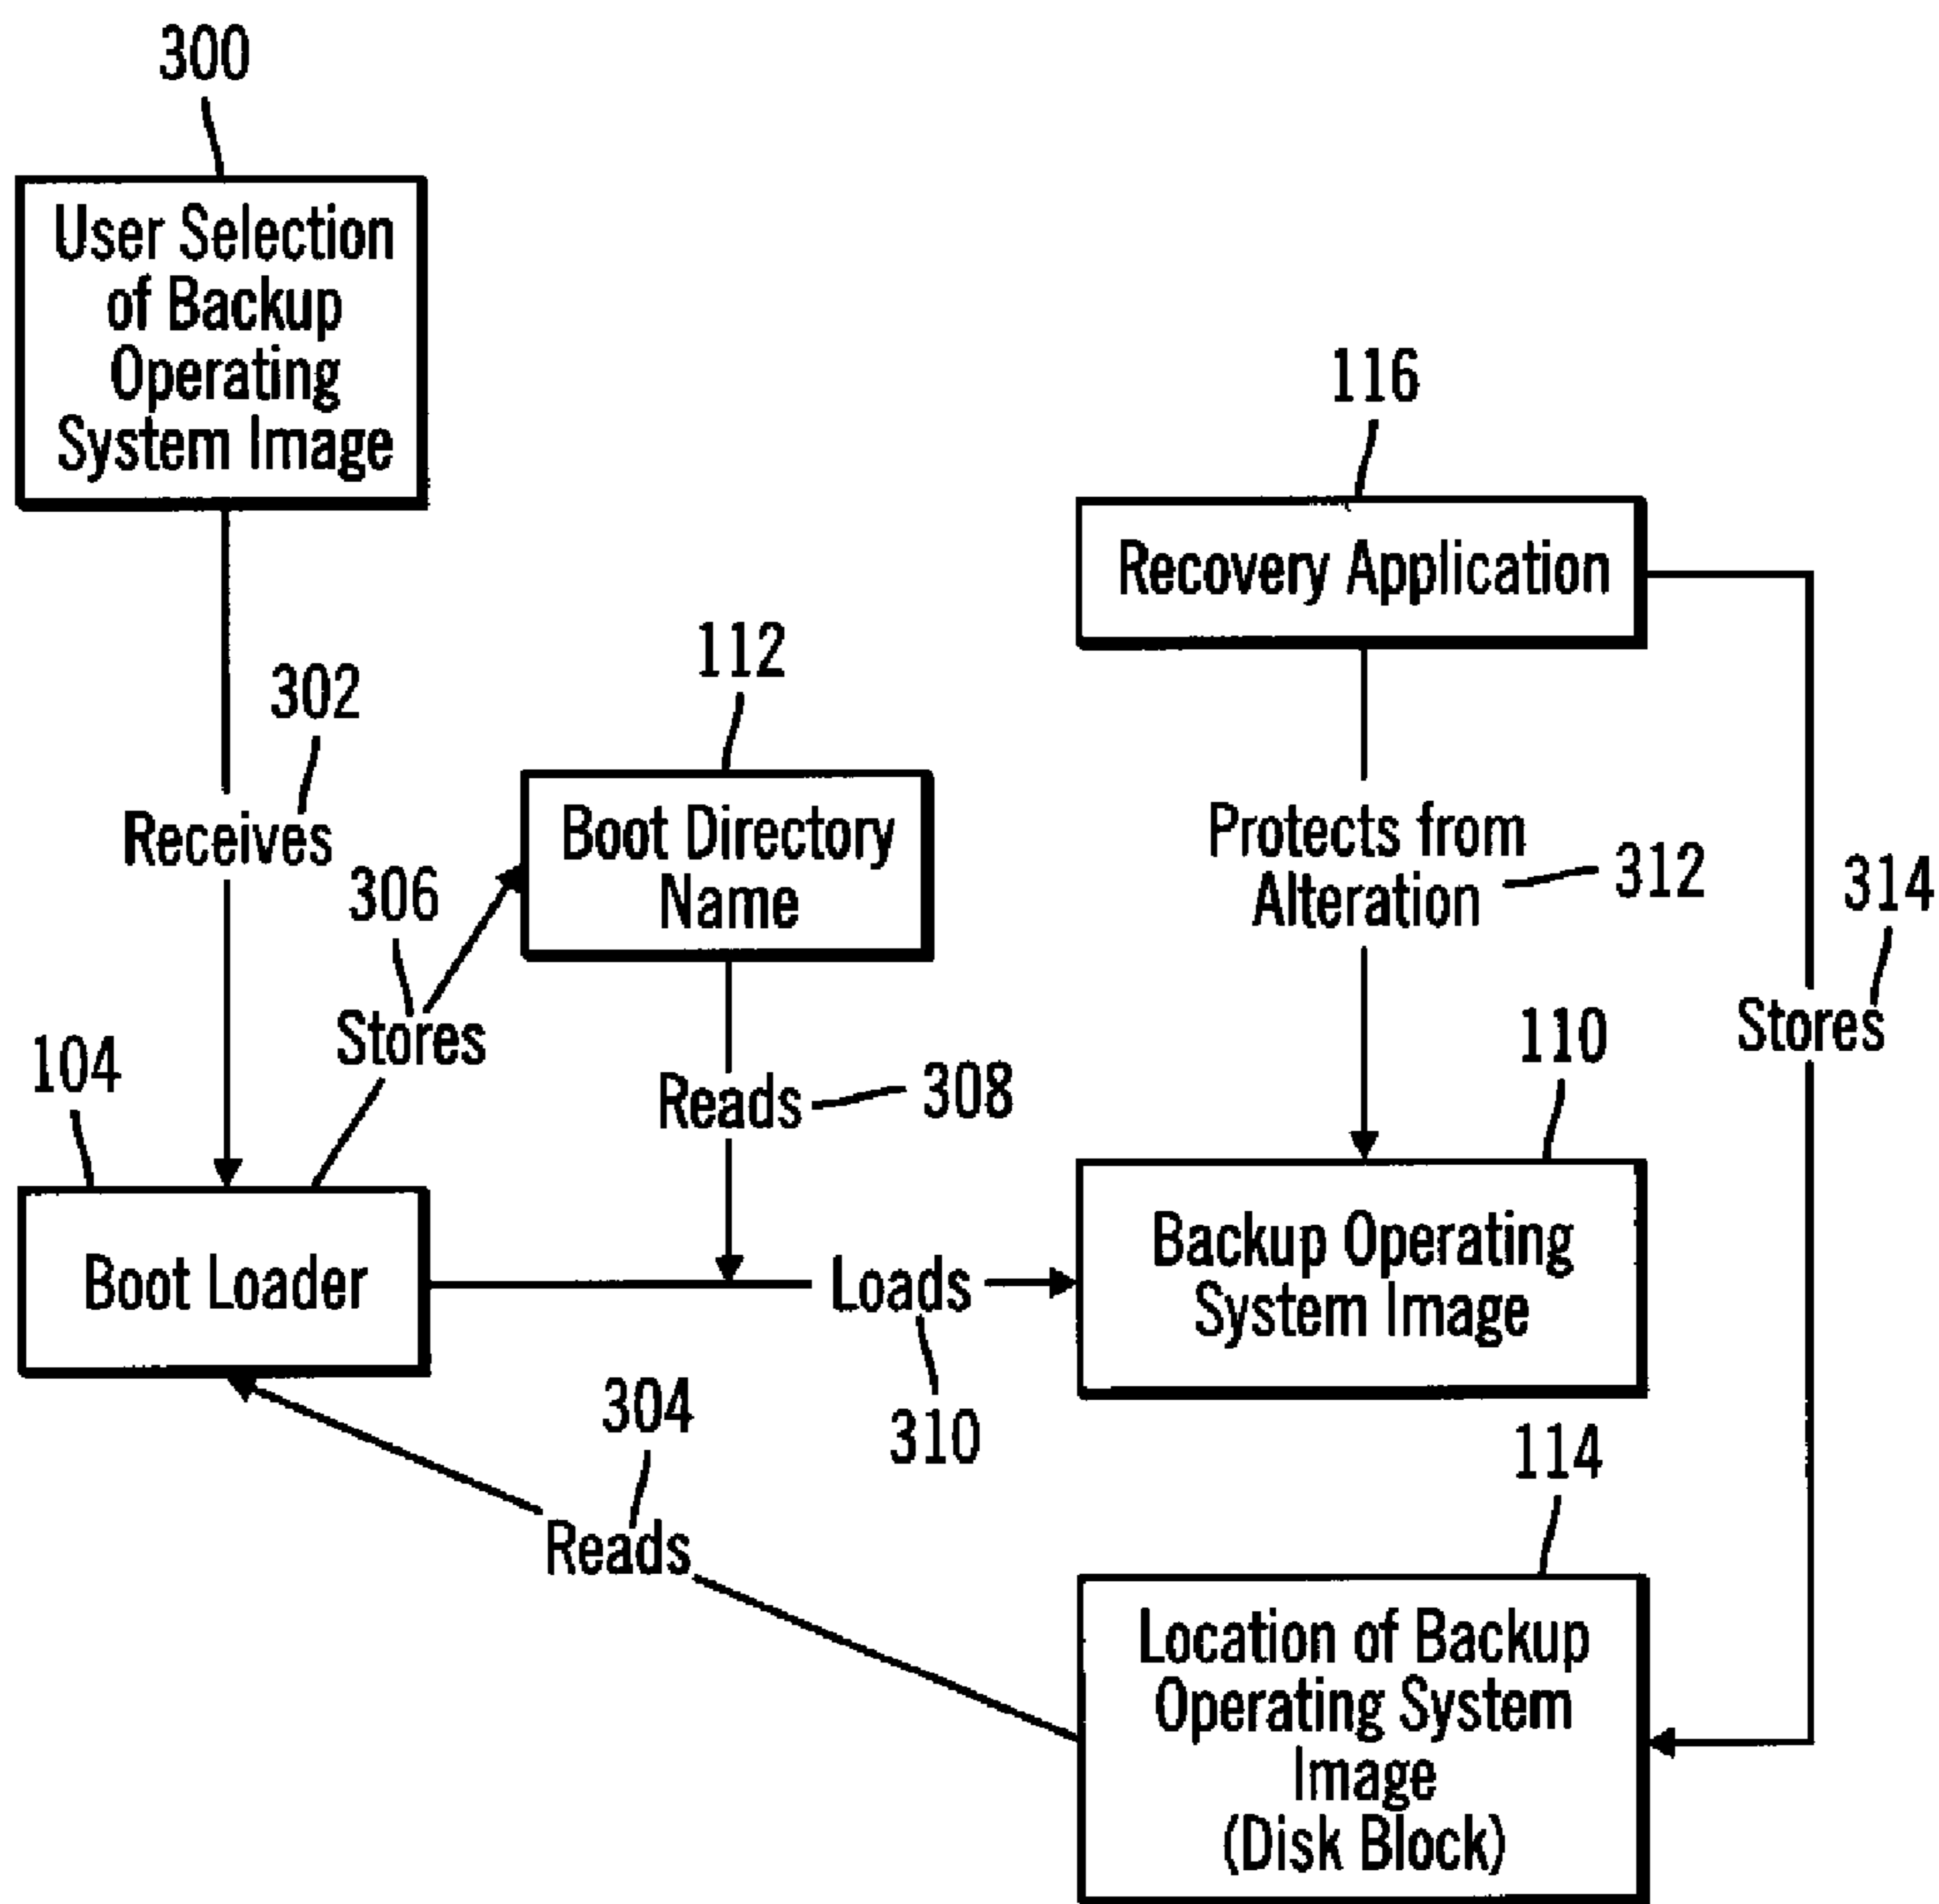 300
User Selection
of Backup
Operating
System Image
116
Recovery Application
302
112
Receives
Boot Directory
Name
Protects from
Alteration
312
314
306
Stores
Stores
104
Reads
308
110
Boot Loader
Loads
Backup Operating
System Image
310
304
Reads
114
Location of Backup
Operating System
Image
(Disk Block)